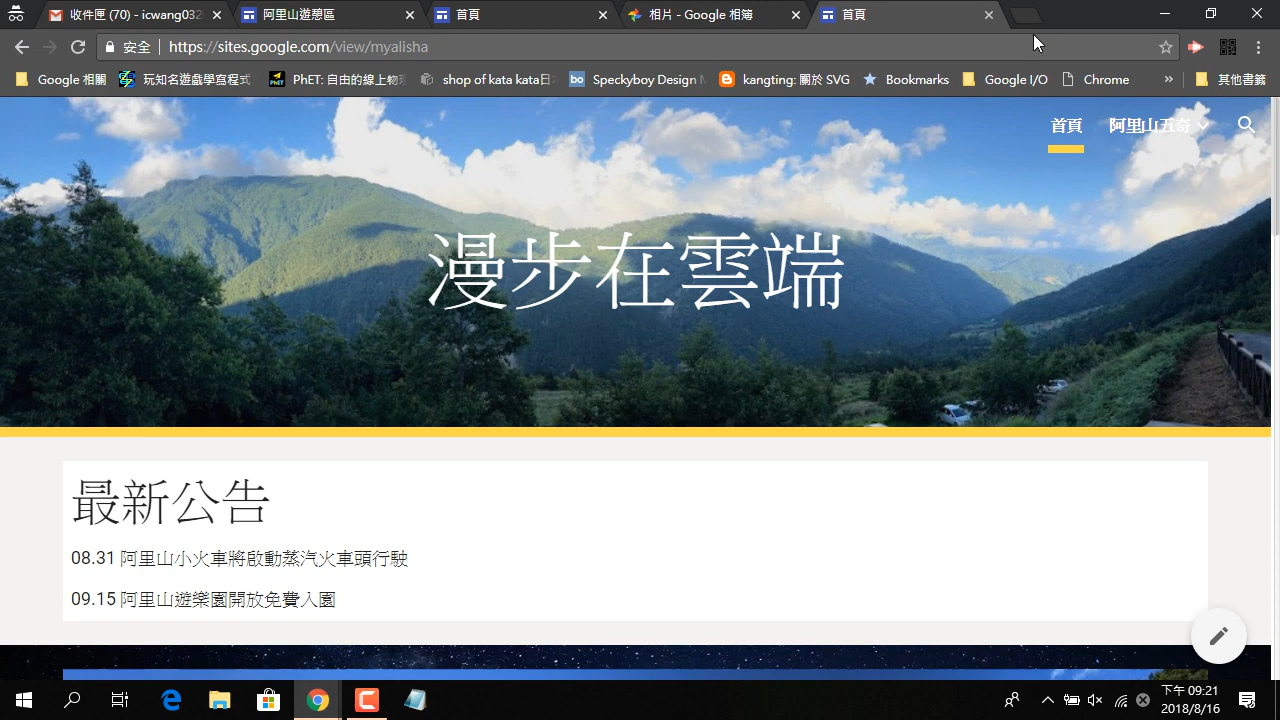 收件匣 (70) - icwang032
阿里山遊憩區
首頁
相片 - Google 相簿
首頁
安全
https://sites.google.com/view/myalisha
Google 相關
玩知名遊戲學寫程式
PhET: 自由的線上物理
shop of kata kata日
Speckyboy Design M
kangting: 關於 SVG
Bookmarks
Google I/O
Chrome
»
其他書籤
首頁
阿里山五奇
漫步在雲端
最新公告
08.31 阿里山小火車將啟動蒸汽火車頭行駛
09.15 阿里山遊樂園開放免費入園
下午 09:21
2018/8/16